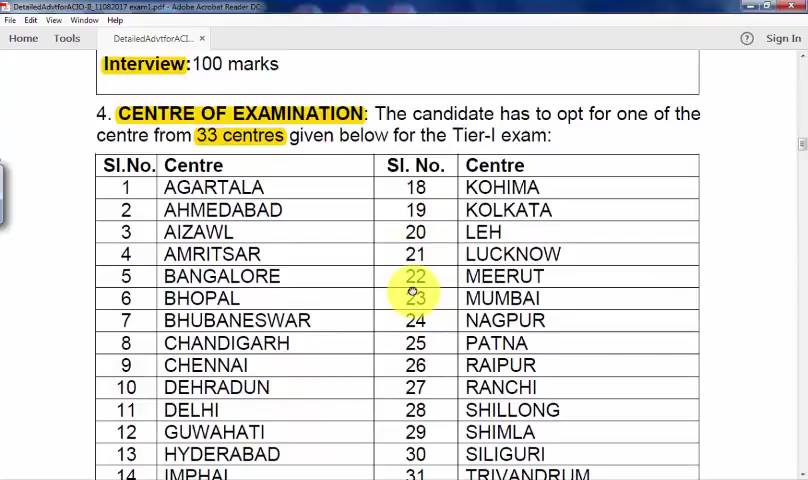 DetailedAdvtforACIO-II_11082017 exam1.pdf - Adobe Acrobat Reader DC
File Edit View Window Help
Home Tools DetailedAdvtforACIO-... × Sign In
Interview:100 marks
4. CENTRE OF EXAMINATION: The candidate has to opt for one of the
centre from 33 centres given below for the Tier-I exam:
Sl.No. Centre Sl. No. Centre
1 AGARTALA 18 KOHIMA
2 AHMEDABAD 19 KOLKATA
3 AIZAWL 20 LEH
4 AMRITSAR 21 LUCKNOW
5 BANGALORE 22 MEERUT
6 BHOPAL 23 MUMBAI
7 BHUBANESWAR 24 NAGPUR
8 CHANDIGARH 25 PATNA
9 CHENNAI 26 RAIPUR
10 DEHRADUN 27 RANCHI
11 DELHI 28 SHILLONG
12 GUWAHATI 29 SHIMLA
13 HYDERABAD 30 SILIGURI
14 IMPHAL 31 TRIVANDRUM